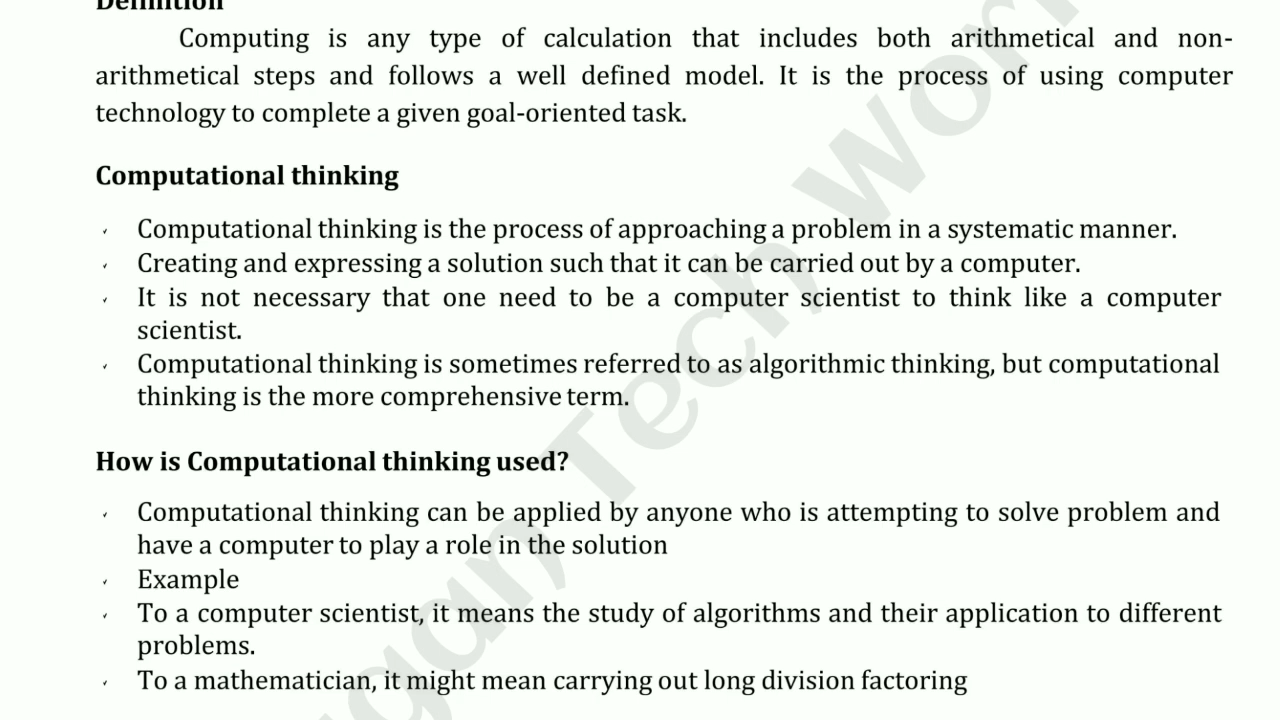 Definition
Computing is any type of calculation that includes both arithmetical and non-
arithmetical steps and follows a well defined model. It is the process of using computer
technology to complete a given goal-oriented task.
Computational thinking
Computational thinking is the process of approaching a problem in a systematic manner.
Creating and expressing a solution such that it can be carried out by a computer.
It is not necessary that one need to be a computer scientist to think like a computer
scientist.
Computational thinking is sometimes referred to as algorithmic thinking, but computational
thinking is the more comprehensive term.
How is Computational thinking used?
Computational thinking can be applied by anyone who is attempting to solve problem and
have a computer to play a role in the solution
Example
To a computer scientist, it means the study of algorithms and their application to different
problems.
To a mathematician, it might mean carrying out long division factoring
Tech